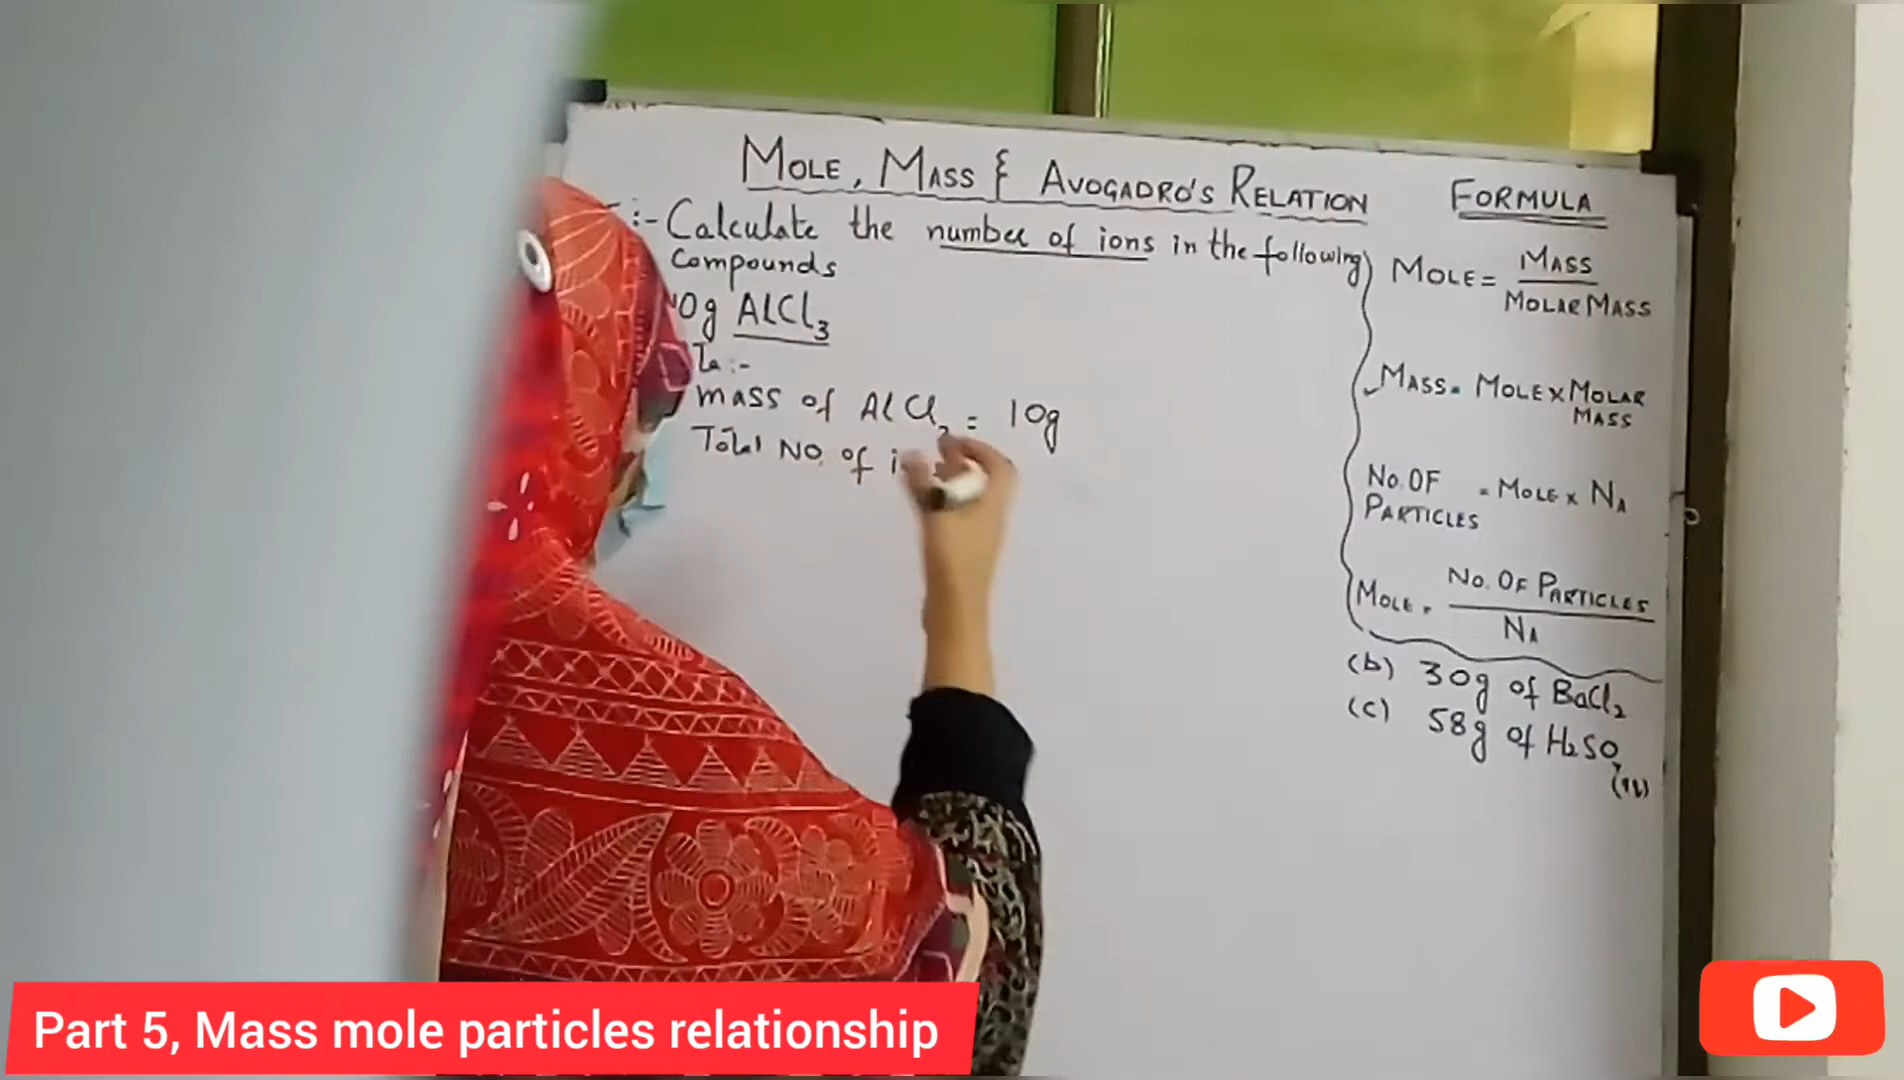 MOLE, MASS & AVOGADRO'S RELATION
:- Calculate the number of ions in the following
Compounds
10g AlCl3
Ta :-
mass of AlCl3 = 10g
Total NO. of i
FORMULA
MOLE = MASS
MOLAR MASS
MASS = MOLE x MOLAR
MASS
NO. OF
PARTICLES = MOLE x NA
MOLE = NO. OF PARTICLES
NA
(b) 30g of BaCl2
(c) 58g of H2SO4
Part 5, Mass mole particles relationship